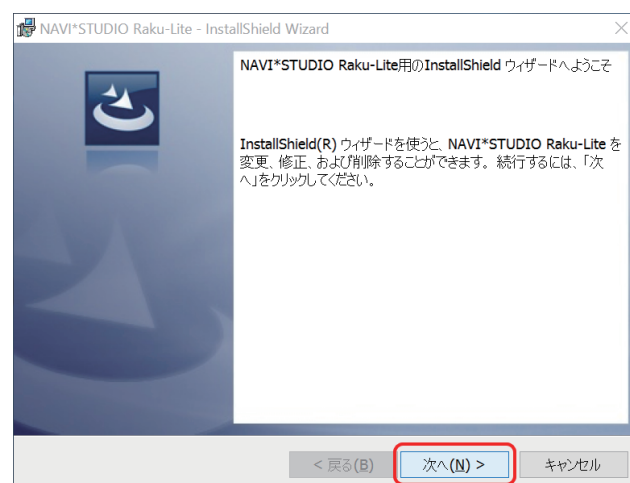 NAVI*STUDIO Raku-Lite - InstallShield Wizard
NAVI*STUDIO Raku-Lite用のInstallShield ウィザードへようこそ
InstallShield(R) ウィザードを使うと、NAVI*STUDIO Raku-Lite を
変更、修正、および削除することができます。続行するには、「次
へ」をクリックしてください。
< 戻る(B) 次へ(N) > キャンセル